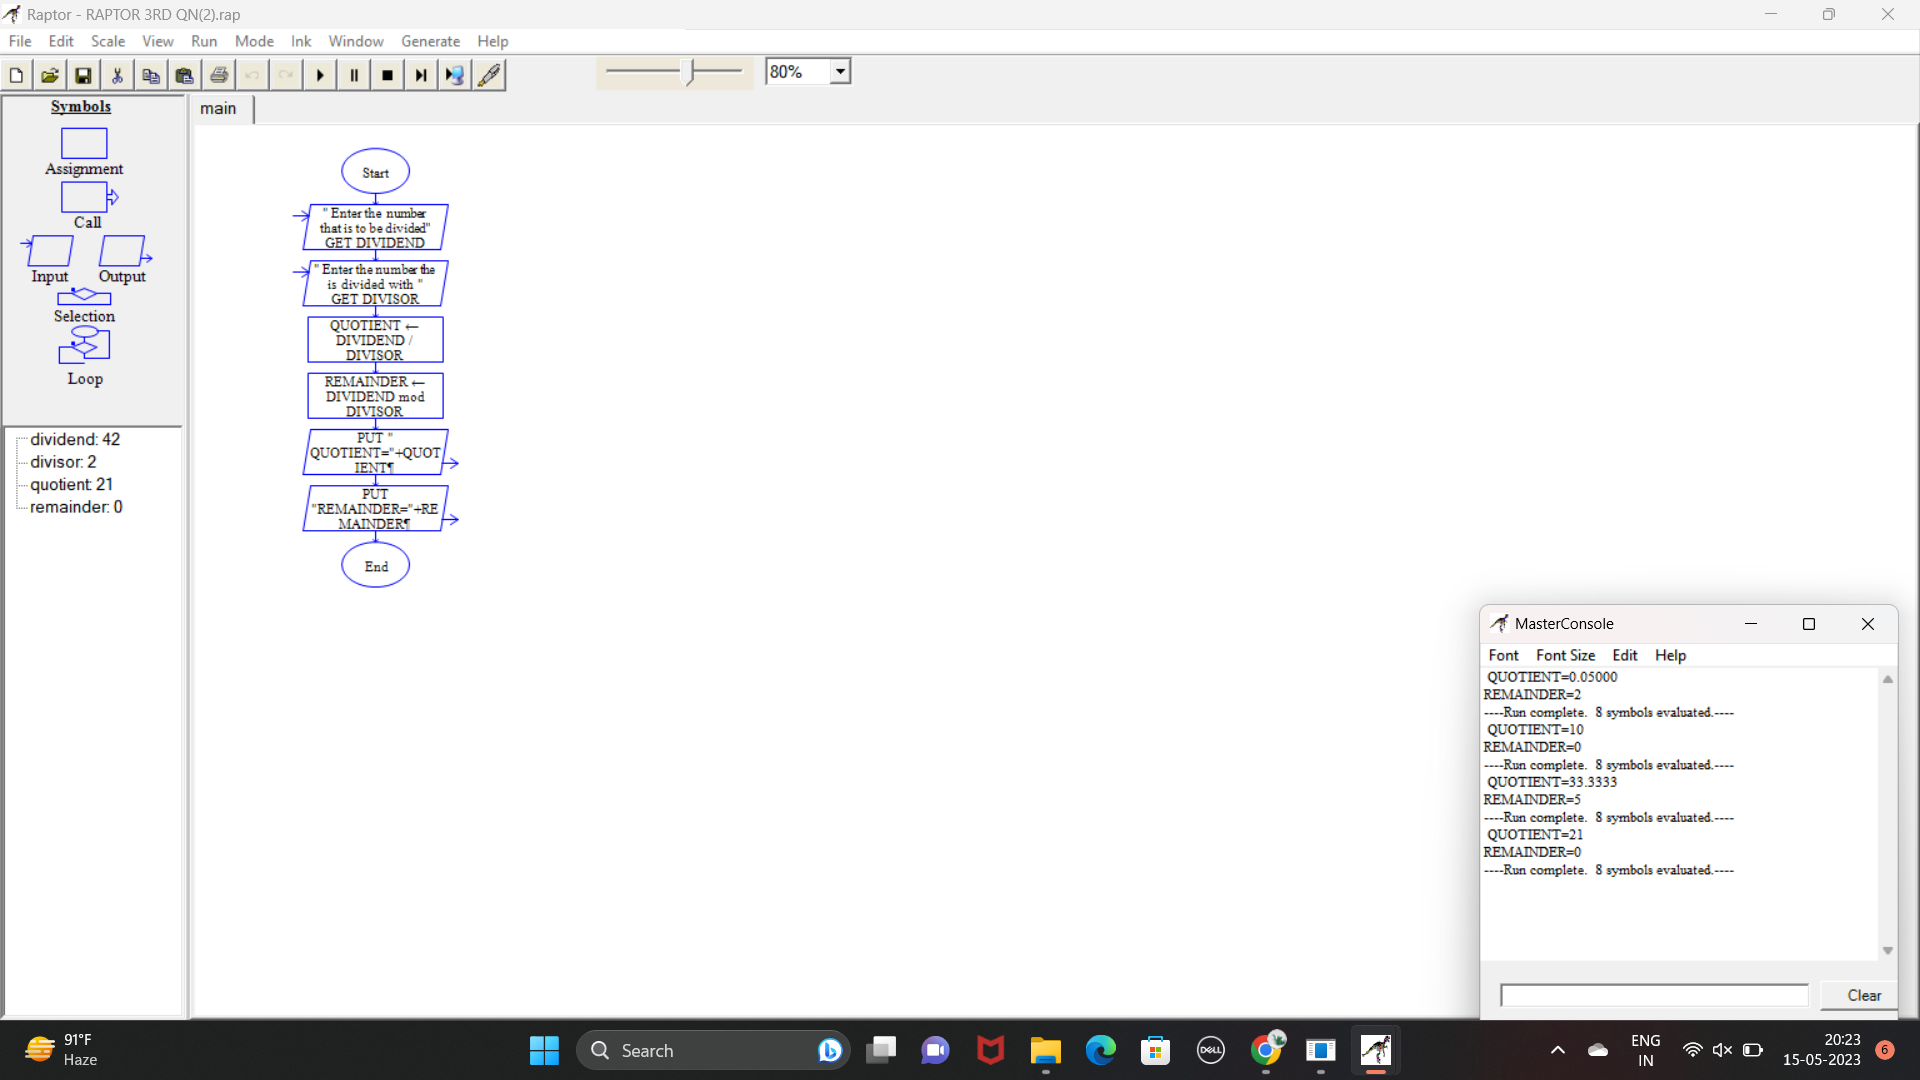 Raptor - RAPTOR 3RD QN(2).rap
File Edit Scale View Run Mode Ink Window Generate Help
80%
Symbols
Assignment
Call
Input Output
Selection
Loop
dividend: 42
divisor: 2
quotient: 21
remainder: 0
main
Start
" Enter the number
that is to be divided"
GET DIVIDEND
" Enter the number the
is divided with "
GET DIVISOR
QUOTIENT ←
DIVIDEND /
DIVISOR
REMAINDER ←
DIVIDEND mod
DIVISOR
PUT "
QUOTIENT="+QUOT
IENT¶
PUT
"REMAINDER="+RE
MAINDER¶
End
MasterConsole
Font Font Size Edit Help
QUOTIENT=0.05000
REMAINDER=2
----Run complete. 8 symbols evaluated.----
QUOTIENT=10
REMAINDER=0
----Run complete. 8 symbols evaluated.----
QUOTIENT=33.3333
REMAINDER=5
----Run complete. 8 symbols evaluated.----
QUOTIENT=21
REMAINDER=0
----Run complete. 8 symbols evaluated.----
Clear
91°F
Haze
Search
DELL
ENG
IN
20:23
15-05-2023
6